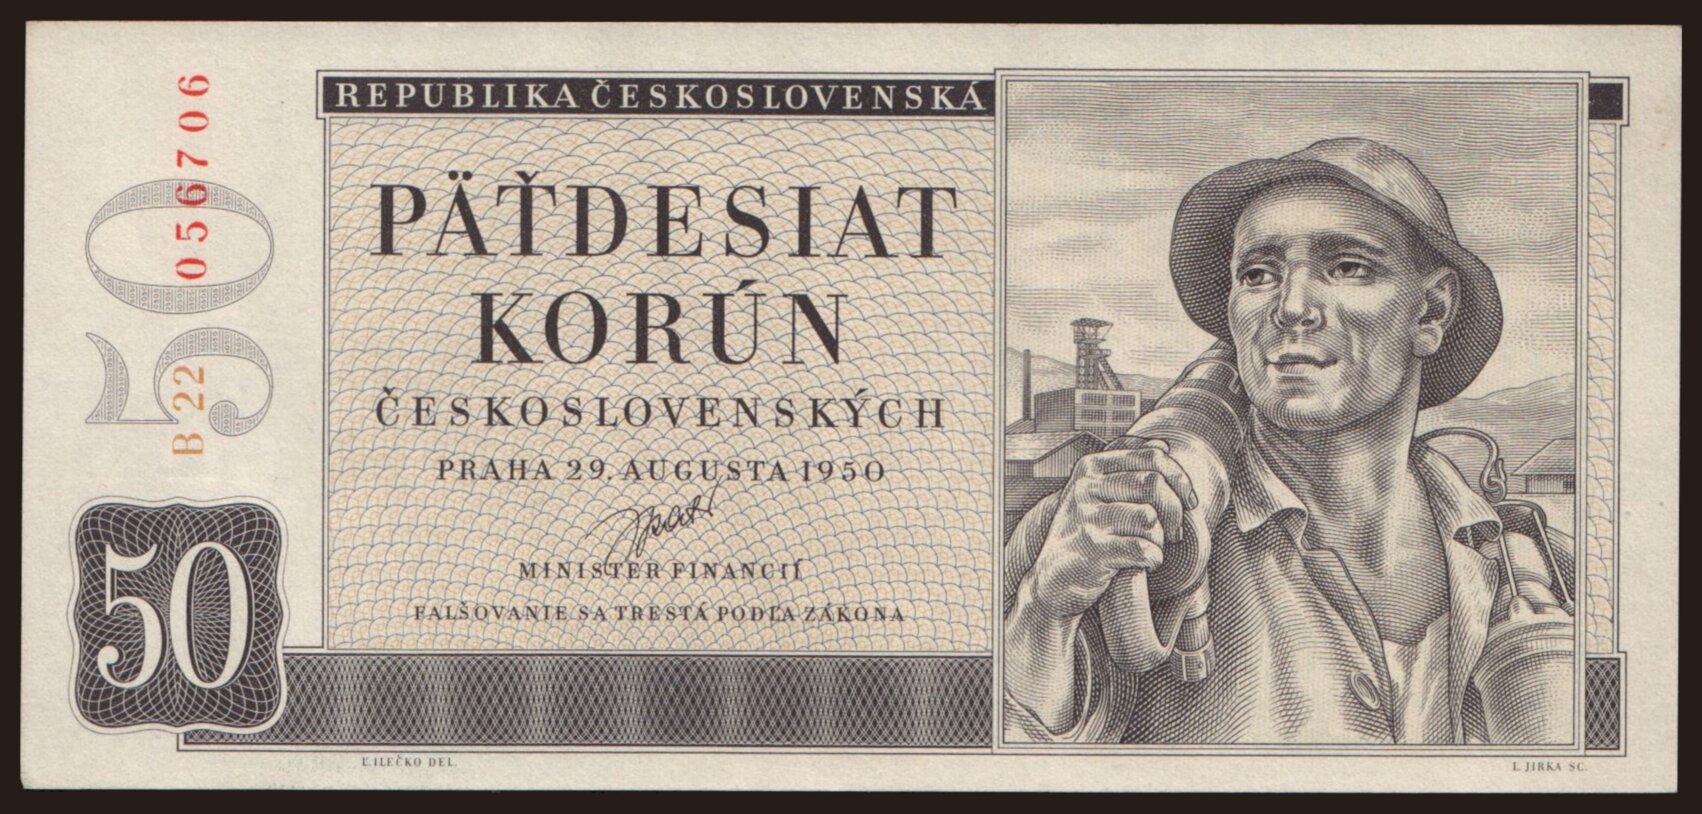 REPUBLIKA ČESKOSLOVENSKÁ
PÄŤDESIAT
KORÚN
ČESKOSLOVENSKÝCH
PRAHA 29. AUGUSTA 1950
MINISTER FINANCIÍ
FALŠOVANIE SA TRESTÁ PODĽA ZÁKONA
50
B 22 056706
50
Ľ. ILEČKO DEL.
L. JIRKA SC.